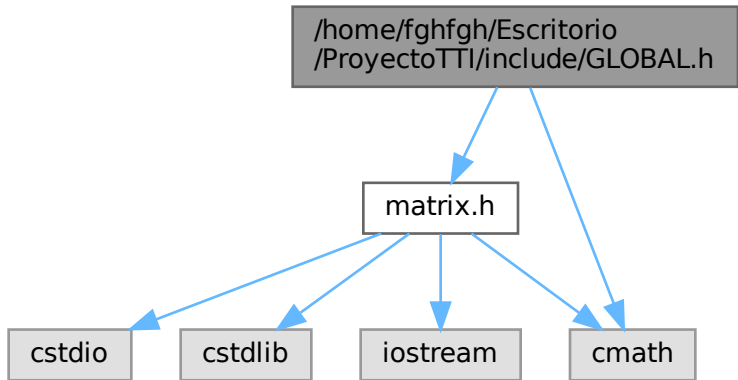 /home/fghfgh/Escritorio
/ProyectoTTI/include/GLOBAL.h
matrix.h
cstdio
cstdlib
iostream
cmath